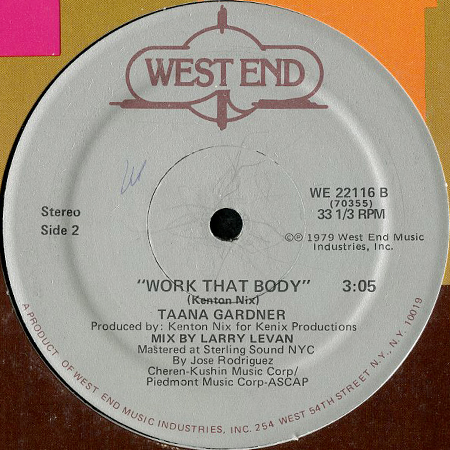 WEST END
WE 22116 B
(70355)
33 1/3 RPM
Stereo
Side 2
©℗ 1979 West End Music
Industries, Inc.
"WORK THAT BODY" 3:05
(Kenton Nix)
TAANA GARDNER
Produced by: Kenton Nix for Kenix Productions
MIX BY LARRY LEVAN
Mastered at Sterling Sound NYC
By Jose Rodriguez
Cheren-Kushin Music Corp/
Piedmont Music Corp-ASCAP
A PRODUCT OF WEST END MUSIC INDUSTRIES, INC. 254 WEST 54TH STREET N.Y., N.Y. 10019